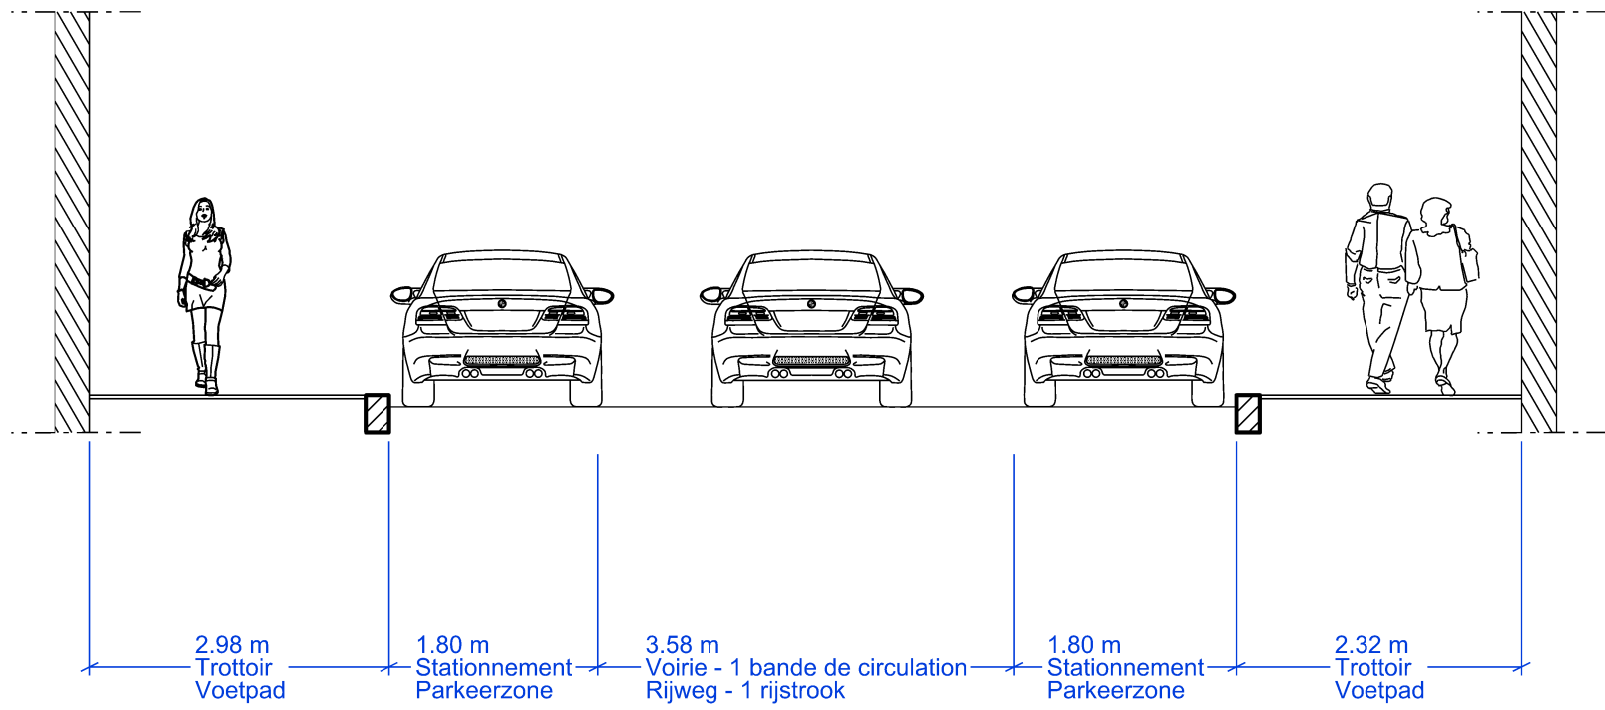 2.98 m
Trottoir
Voetpad
1.80 m
Stationnement
Parkeerzone
3.58 m
Voirie - 1 bande de circulation
Rijweg - 1 rijstrook
1.80 m
Stationnement
Parkeerzone
2.32 m
Trottoir
Voetpad